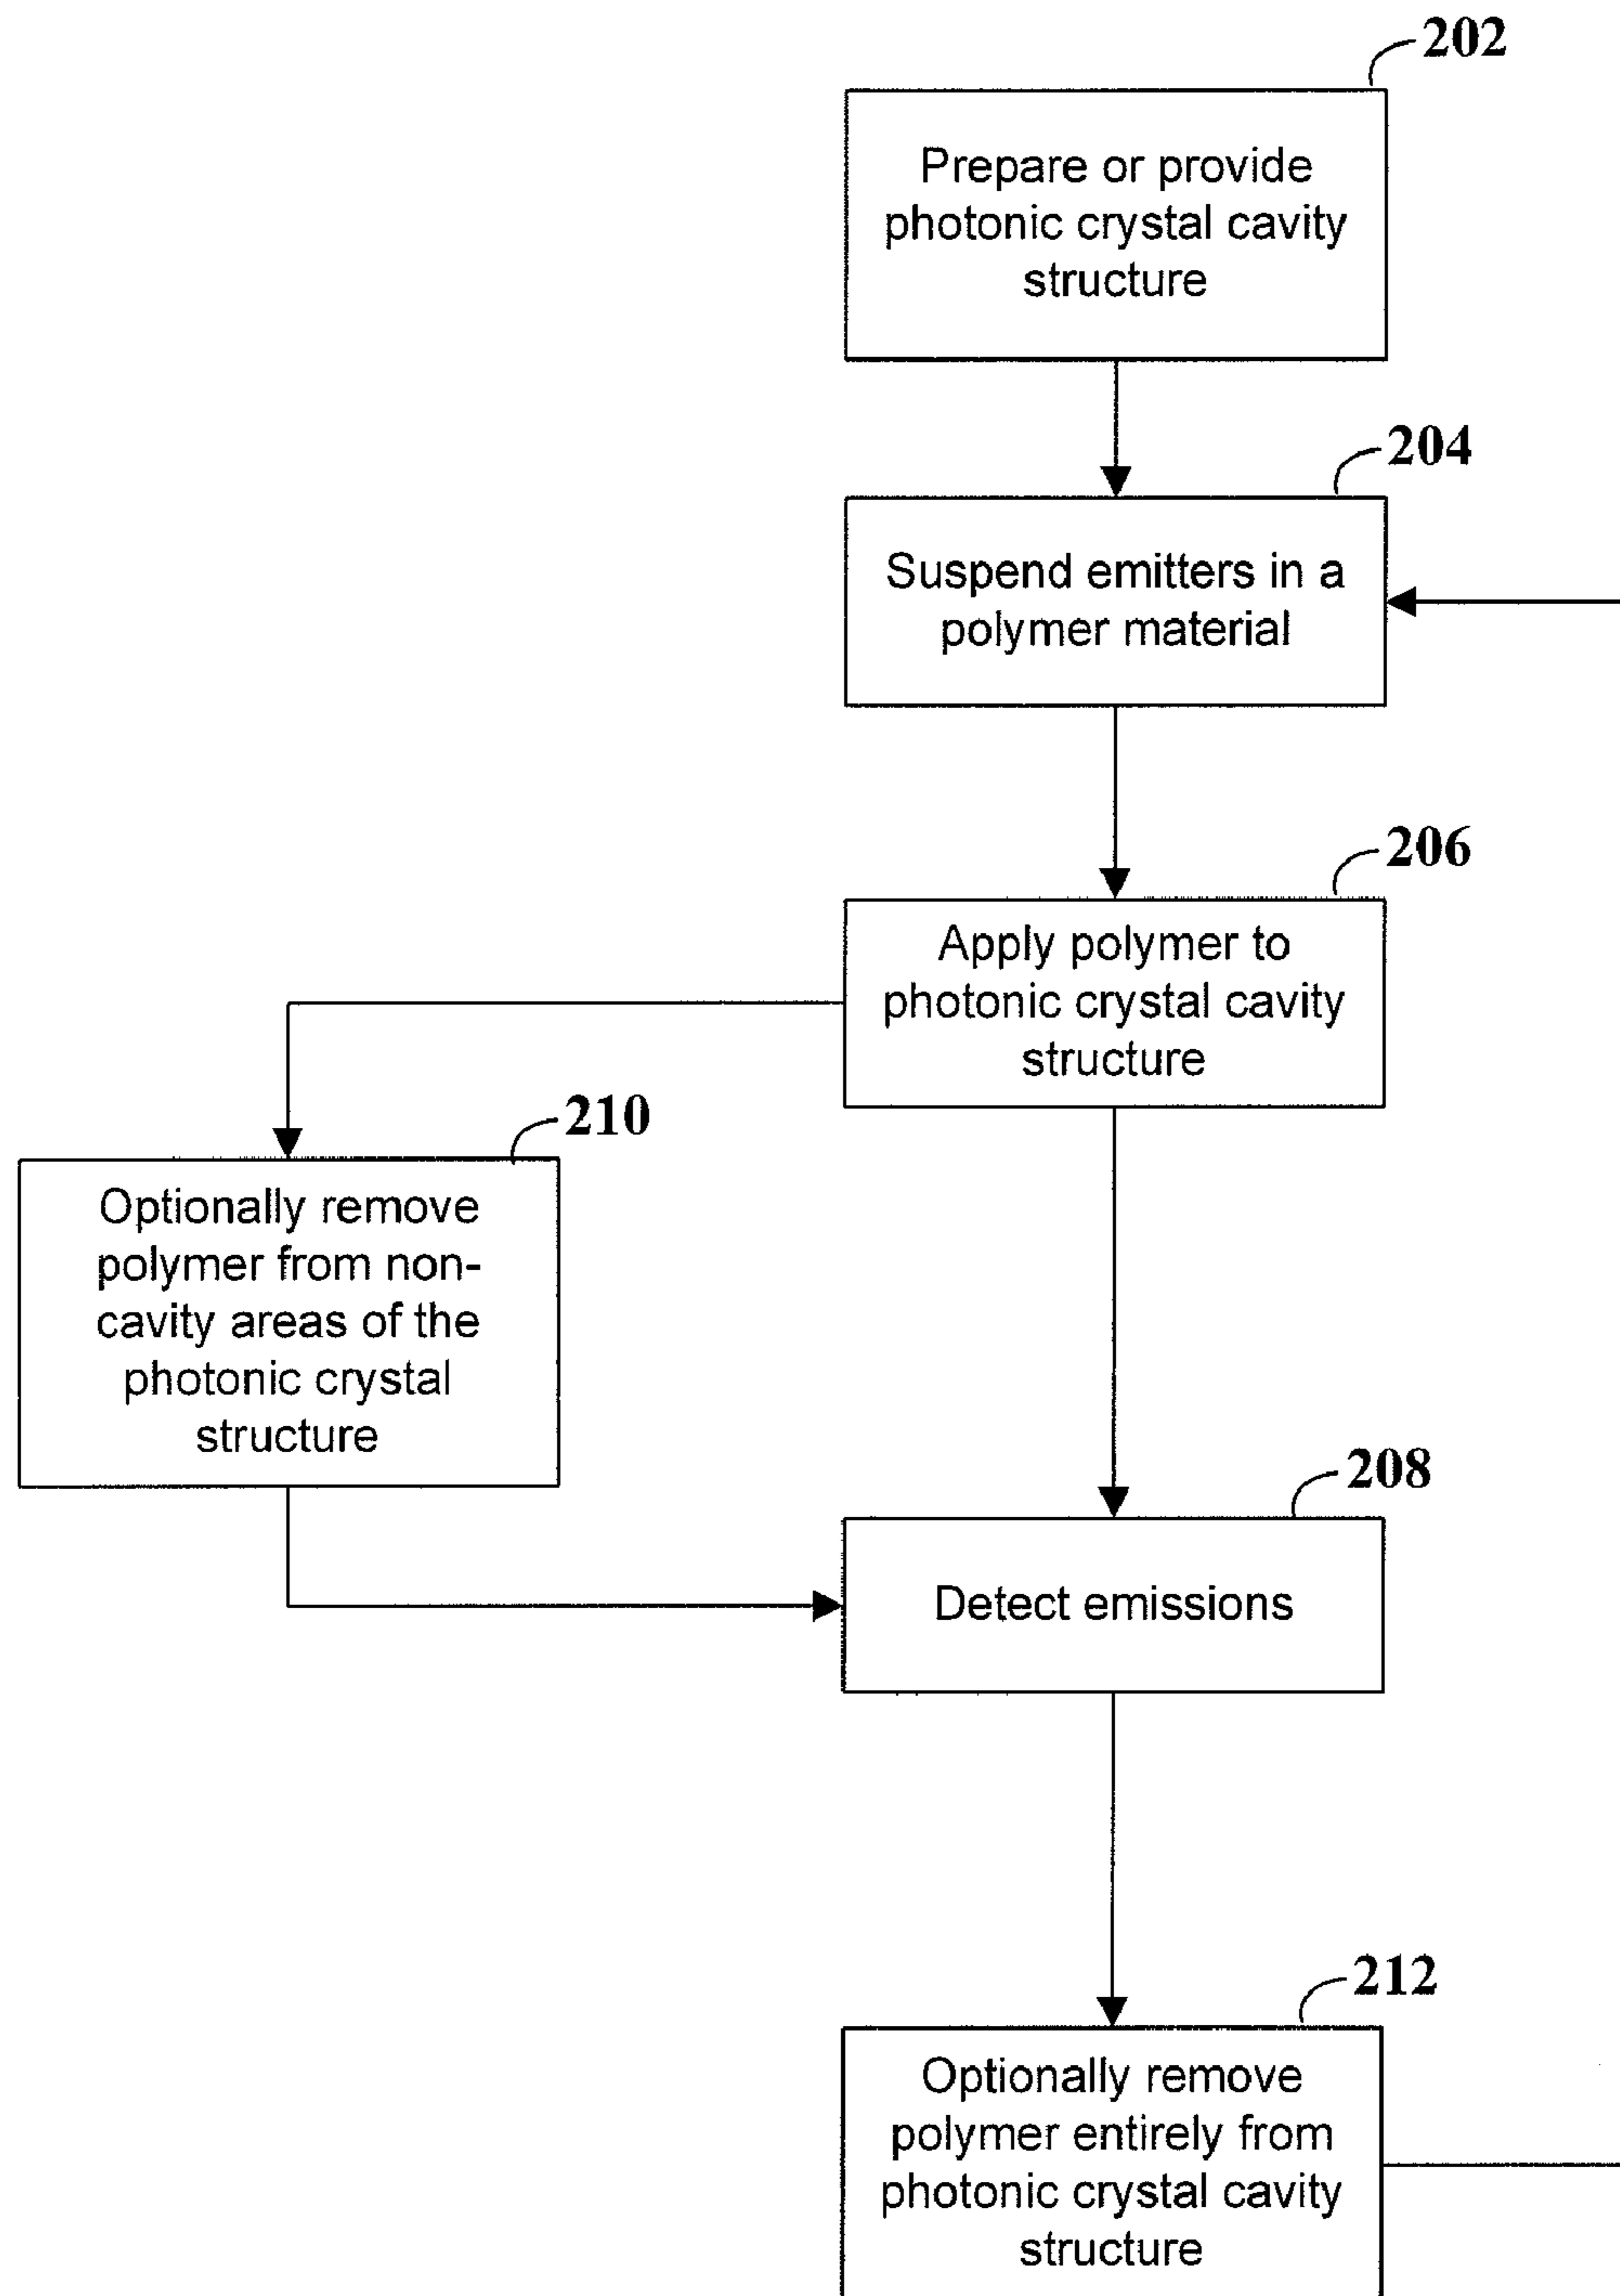 202
Prepare or provide
photonic crystal cavity
structure
204
Suspend emitters in a
polymer material
206
Apply polymer to
photonic crystal cavity
structure
210
Optionally remove
polymer from non-
cavity areas of the
photonic crystal
structure
208
Detect emissions
212
Optionally remove
polymer entirely from
photonic crystal cavity
structure